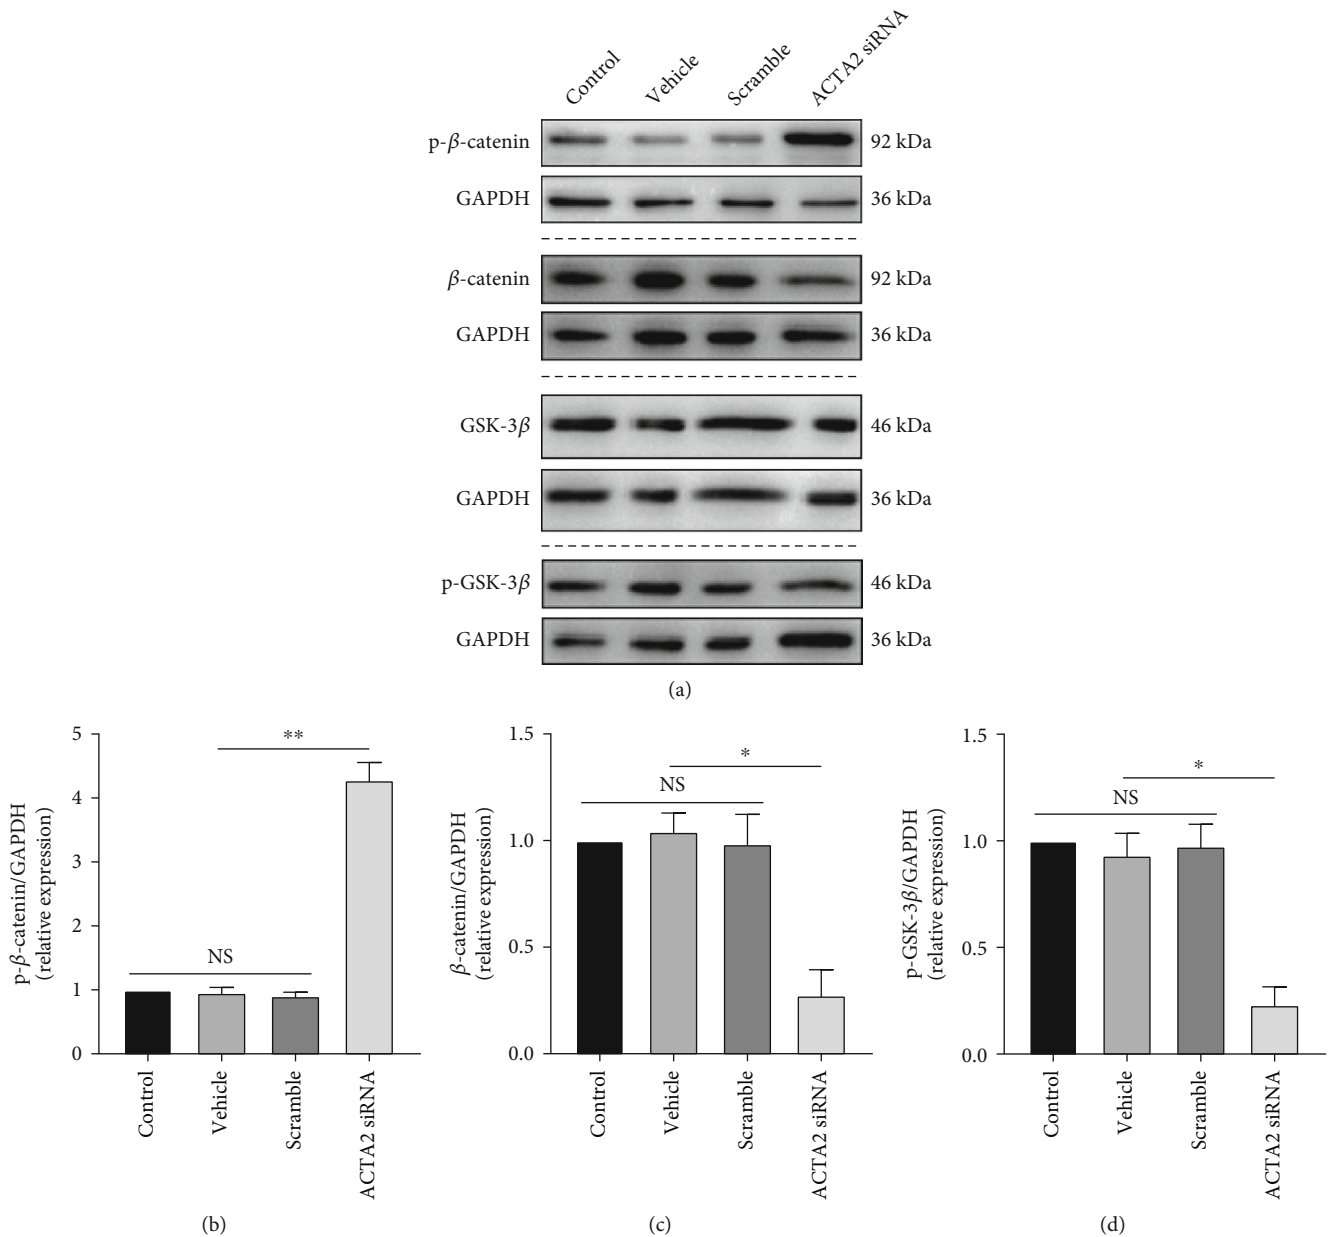 Control Vehicle Scramble ACTA2 siRNA
p-β-catenin 92 kDa
GAPDH 36 kDa
β-catenin 92 kDa
GAPDH 36 kDa
GSK-3β 46 kDa
GAPDH 36 kDa
p-GSK-3β 46 kDa
GAPDH 36 kDa
(a)
p-β-catenin/GAPDH
(relative expression)
5
4
3
2
1
0
**
NS
Control
Vehicle
Scramble
ACTA2 siRNA
(b)
β-catenin/GAPDH
(relative expression)
1.5
1.0
0.5
0.0
*
NS
Control
Vehicle
Scramble
ACTA2 siRNA
(c)
p-GSK-3β/GAPDH
(relative expression)
1.5
1.0
0.5
0.0
*
NS
Control
Vehicle
Scramble
ACTA2 siRNA
(d)